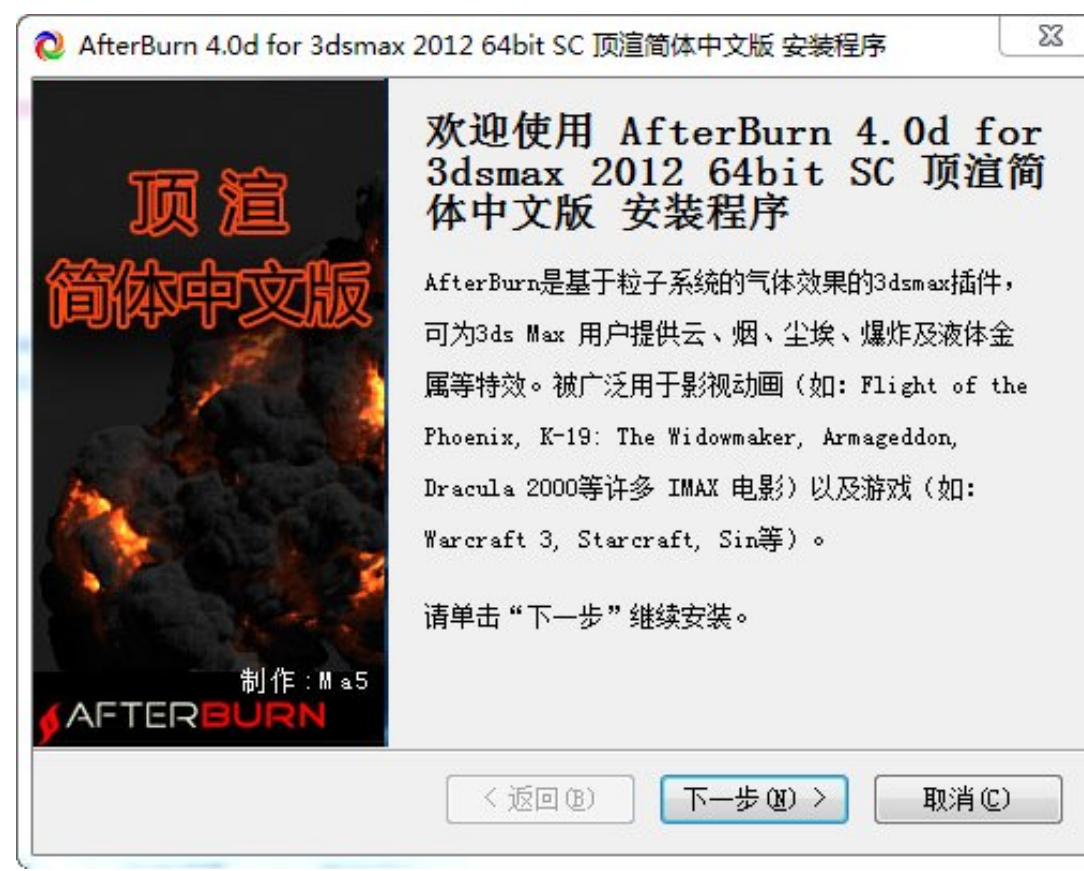 AfterBurn 4.0d for 3dsmax 2012 64bit SC 顶渲简体中文版 安装程序
顶渲
简体中文版
制作:Ma5
AFTERBURN
欢迎使用 AfterBurn 4.0d for
3dsmax 2012 64bit SC 顶渲简
体中文版 安装程序
AfterBurn是基于粒子系统的气体效果的3dsmax插件，
可为3ds Max 用户提供云、烟、尘埃、爆炸及液体金
属等特效。被广泛用于影视动画（如: Flight of the
Phoenix, K-19: The Widowmaker, Armageddon,
Dracula 2000等许多 IMAX 电影）以及游戏（如:
Warcraft 3, Starcraft, Sin等）。
请单击“下一步”继续安装。
< 返回(B)
下一步(N) >
取消(C)